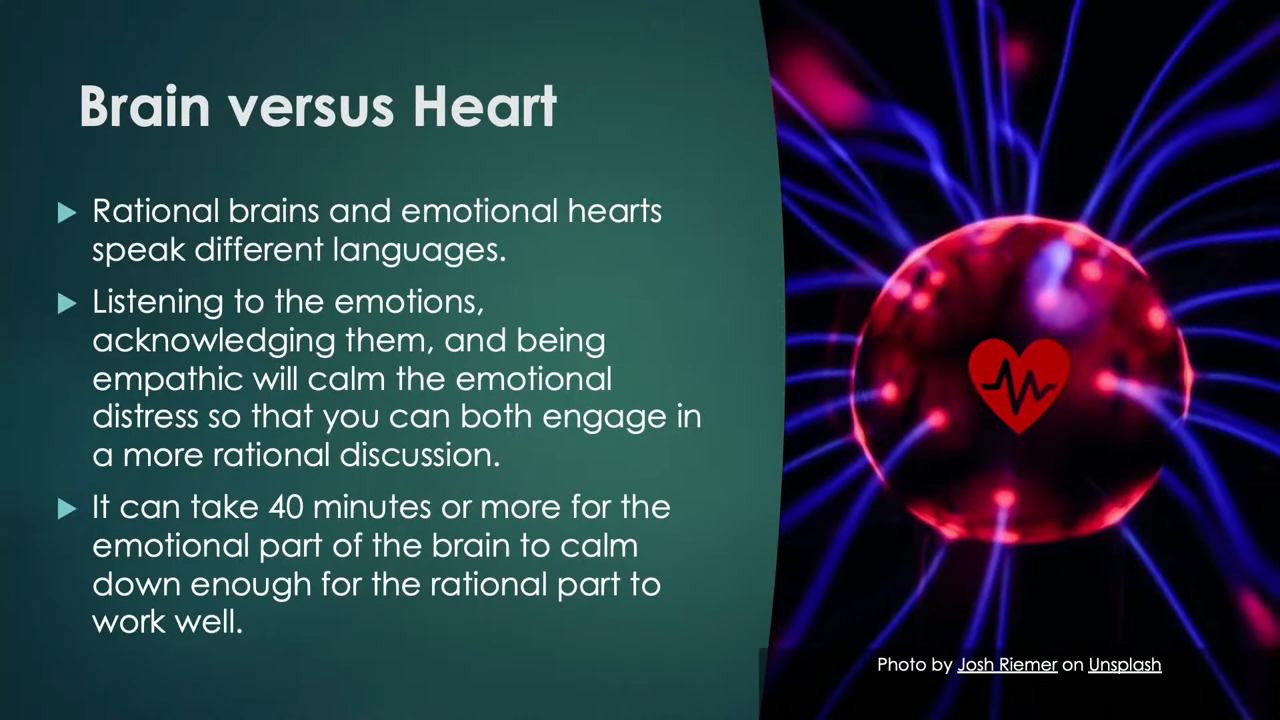 Brain versus Heart
Rational brains and emotional hearts
speak different languages.
Listening to the emotions,
acknowledging them, and being
empathic will calm the emotional
distress so that you can both engage in
a more rational discussion.
It can take 40 minutes or more for the
emotional part of the brain to calm
down enough for the rational part to
work well.
Photo by Josh Riemer on Unsplash